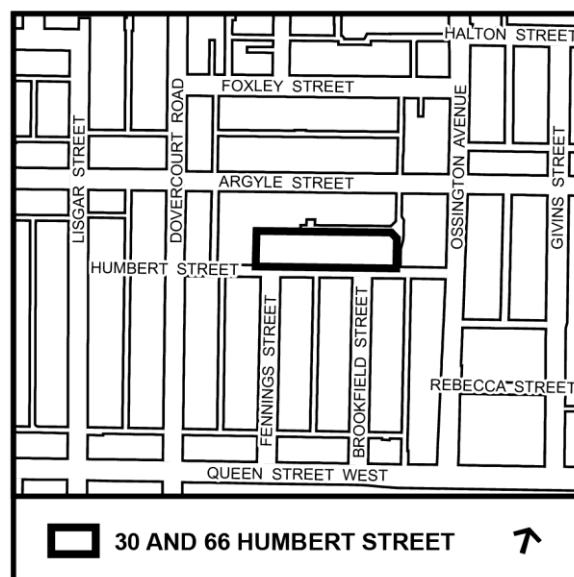 HALTON STREET
FOXLEY STREET
LISGAR STREET
DOVERCOURT ROAD
OSSINGTON AVENUE
GIVINS STREET
ARGYLE STREET
HUMBERT STREET
FENNINGS STREET
BROOKFIELD STREET
REBECCA STREET
QUEEN STREET WEST
30 AND 66 HUMBERT STREET